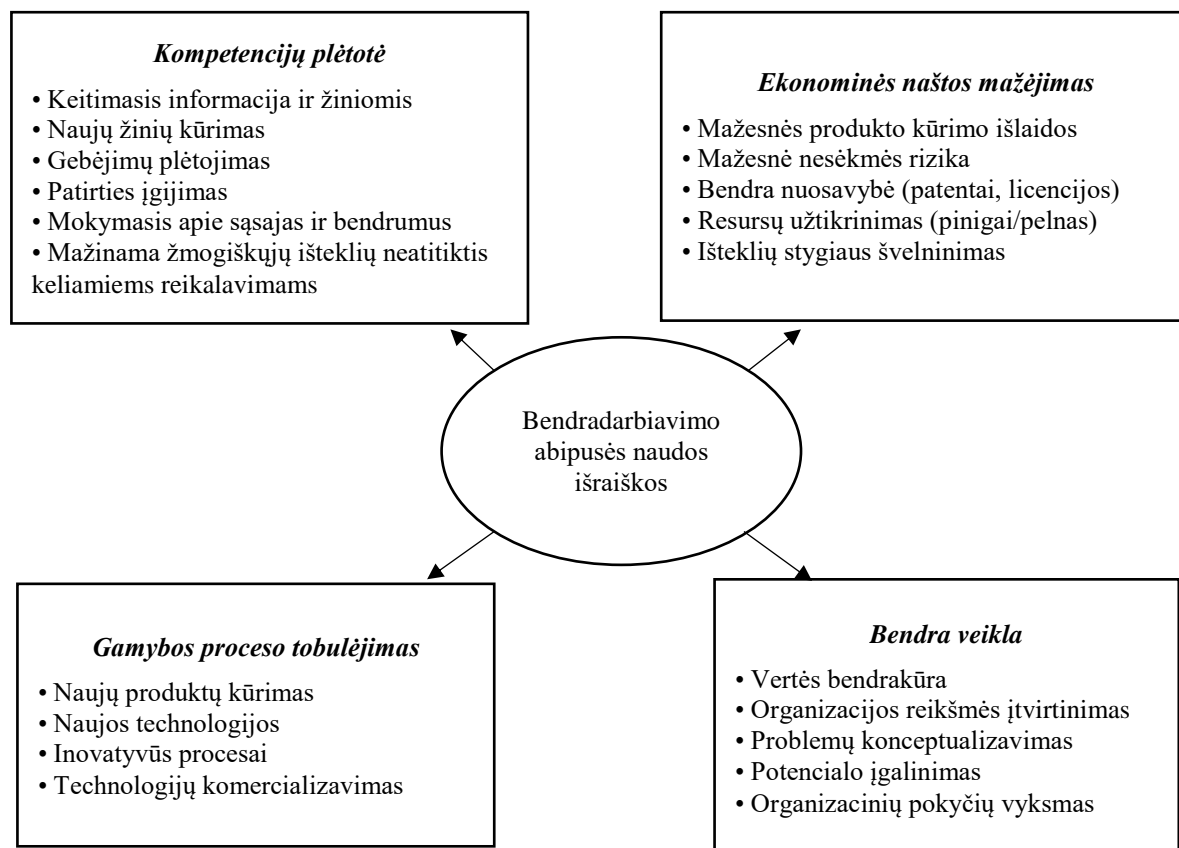 Kompetencijų plėtotė
• Keitimasis informacija ir žiniomis
• Naujų žinių kūrimas
• Gebėjimų plėtojimas
• Patirties įgijimas
• Mokymasis apie sąsajas ir bendrumus
• Mažinama žmogiškųjų išteklių neatitiktis
keliamiems reikalavimams
Ekonominės naštos mažėjimas
• Mažesnės produkto kūrimo išlaidos
• Mažesnė nesėkmės rizika
• Bendra nuosavybė (patentai, licencijos)
• Resursų užtikrinimas (pinigai/pelnas)
• Išteklių stygiaus švelninimas
Bendradarbiavimo
abipusės naudos
išraiškos
Gamybos proceso tobulėjimas
• Naujų produktų kūrimas
• Naujos technologijos
• Inovatyvūs procesai
• Technologijų komercializavimas
Bendra veikla
• Vertės bendrakūra
• Organizacijos reikšmės įtvirtinimas
• Problemų konceptualizavimas
• Potencialo įgalinimas
• Organizacinių pokyčių vyksmas